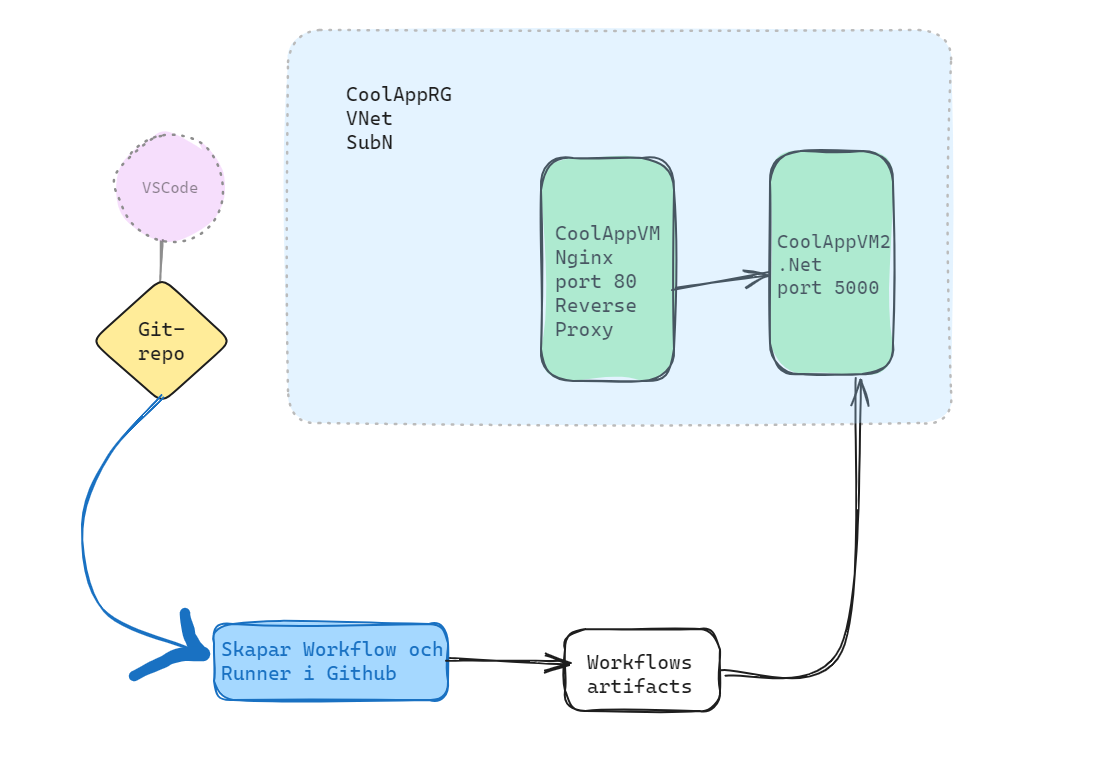 CoolAppRG
VNet
SubN
VSCode
Git-
repo
CoolAppVM
Nginx
port 80
Reverse
Proxy
CoolAppVM2
.Net
port 5000
Skapar Workflow och
Runner i Github
Workflows
artifacts